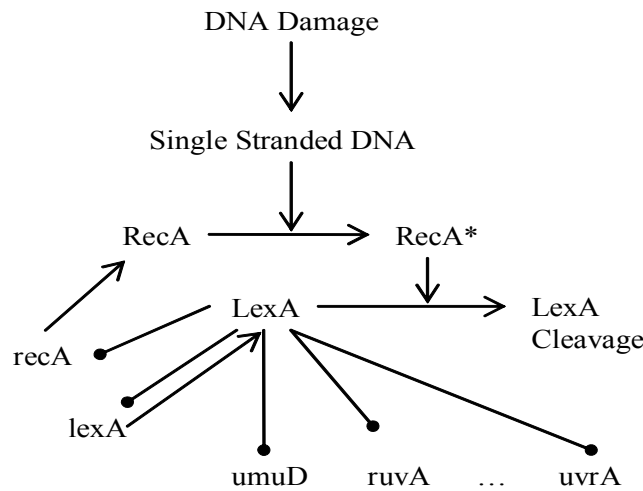 DNA Damage
Single Stranded DNA
RecA
RecA*
LexA
LexA
Cleavage
recA
lexA
umuD
ruvA
...
uvrA